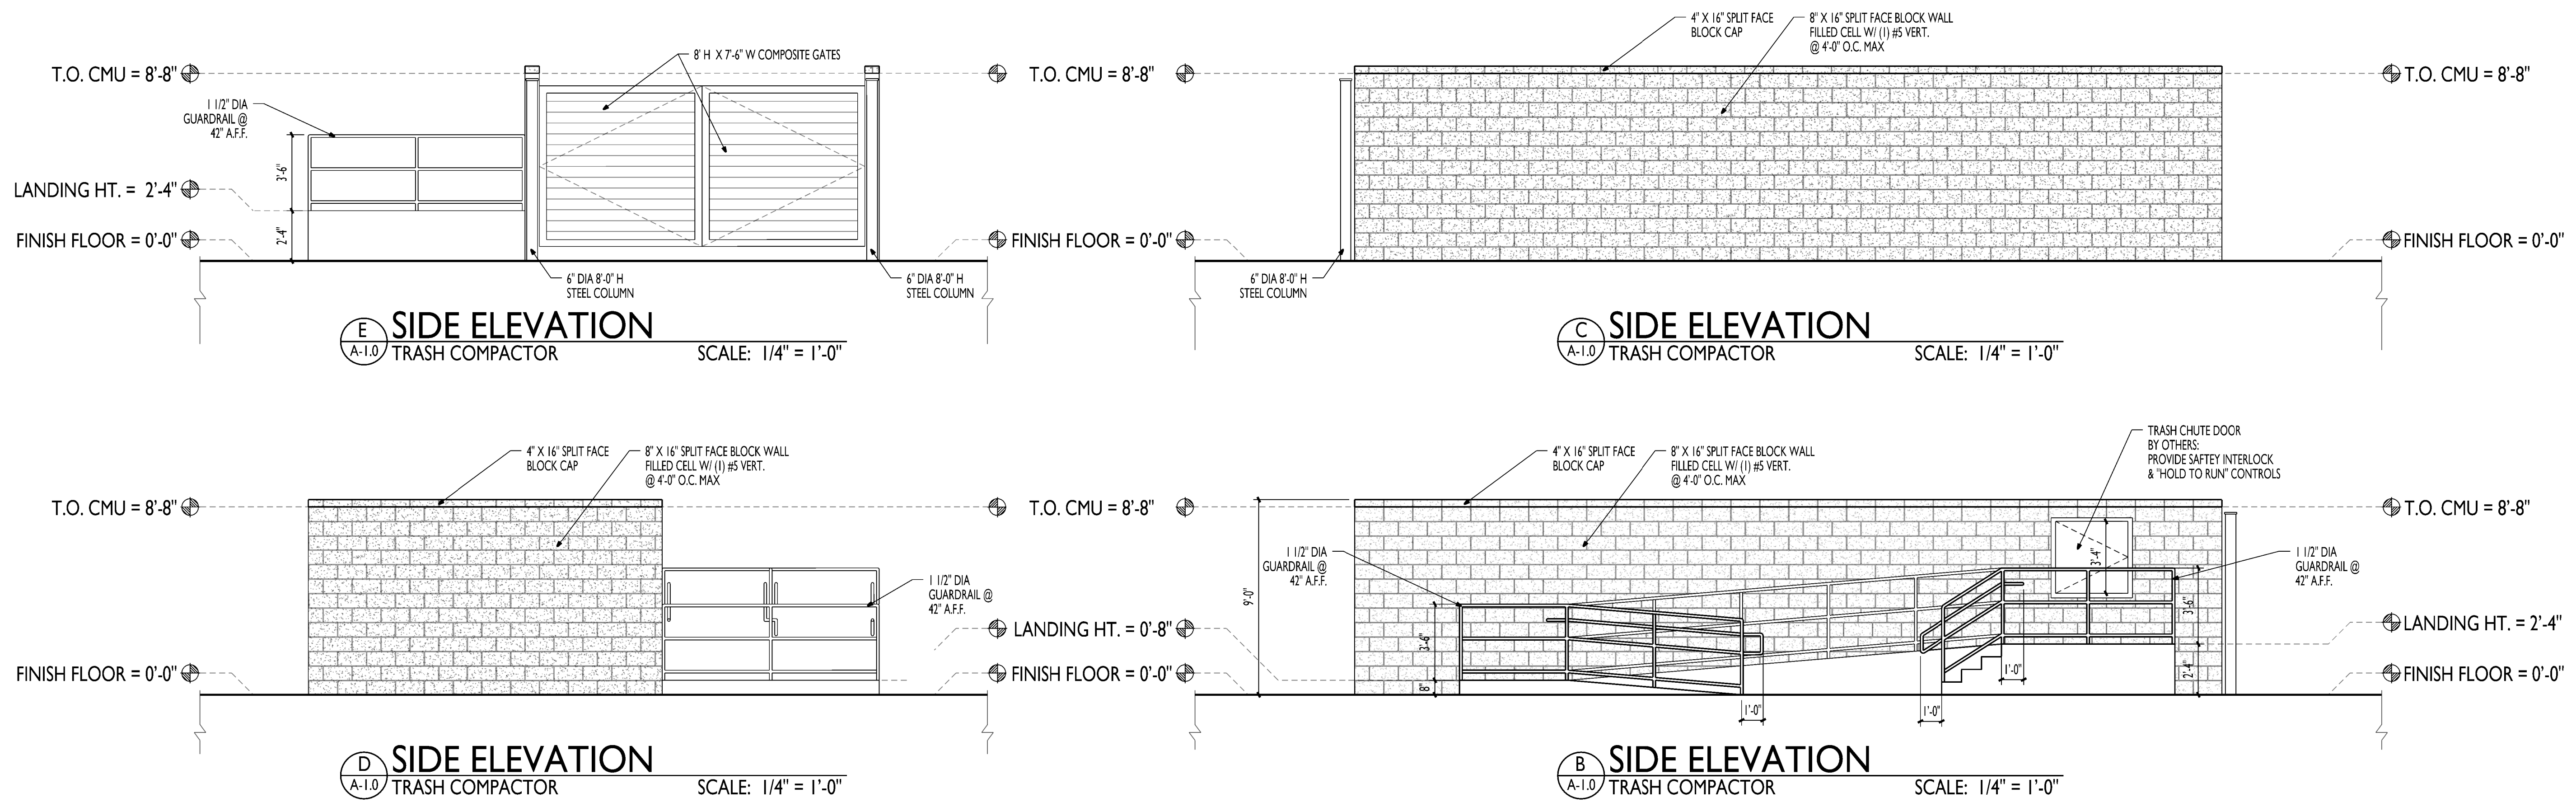 8' H X 7'-6" W COMPOSITE GATES
T.O. CMU = 8'-8"
1 1/2" DIA
GUARDRAIL @
42" A.F.F.
3'-6"
LANDING HT. = 2'-4"
2'-4"
FINISH FLOOR = 0'-0"
6" DIA 8'-0" H
STEEL COLUMN
6" DIA 8'-0" H
STEEL COLUMN
E
A-1.0
SIDE ELEVATION
TRASH COMPACTOR
SCALE: 1/4" = 1'-0"
4" X 16" SPLIT FACE
BLOCK CAP
8" X 16" SPLIT FACE BLOCK WALL
FILLED CELL W/ (1) #5 VERT.
@ 4'-0" O.C. MAX
T.O. CMU = 8'-8"
T.O. CMU = 8'-8"
FINISH FLOOR = 0'-0"
FINISH FLOOR = 0'-0"
6" DIA 8'-0" H
STEEL COLUMN
C
A-1.0
SIDE ELEVATION
TRASH COMPACTOR
SCALE: 1/4" = 1'-0"
4" X 16" SPLIT FACE
BLOCK CAP
8" X 16" SPLIT FACE BLOCK WALL
FILLED CELL W/ (1) #5 VERT.
@ 4'-0" O.C. MAX
T.O. CMU = 8'-8"
1 1/2" DIA
GUARDRAIL @
42" A.F.F.
FINISH FLOOR = 0'-0"
D
A-1.0
SIDE ELEVATION
TRASH COMPACTOR
SCALE: 1/4" = 1'-0"
TRASH CHUTE DOOR
BY OTHERS:
PROVIDE SAFTEY INTERLOCK
& "HOLD TO RUN" CONTROLS
4" X 16" SPLIT FACE
BLOCK CAP
8" X 16" SPLIT FACE BLOCK WALL
FILLED CELL W/ (1) #5 VERT.
@ 4'-0" O.C. MAX
T.O. CMU = 8'-8"
T.O. CMU = 8'-8"
1 1/2" DIA
GUARDRAIL @
42" A.F.F.
1 1/2" DIA
GUARDRAIL @
42" A.F.F.
3'-4"
9'-0"
3'-6"
3'-6"
LANDING HT. = 0'-8"
LANDING HT. = 2'-4"
8"
1'-0"
2'-4"
FINISH FLOOR = 0'-0"
FINISH FLOOR = 0'-0"
1'-0"
1'-0"
B
A-1.0
SIDE ELEVATION
TRASH COMPACTOR
SCALE: 1/4" = 1'-0"